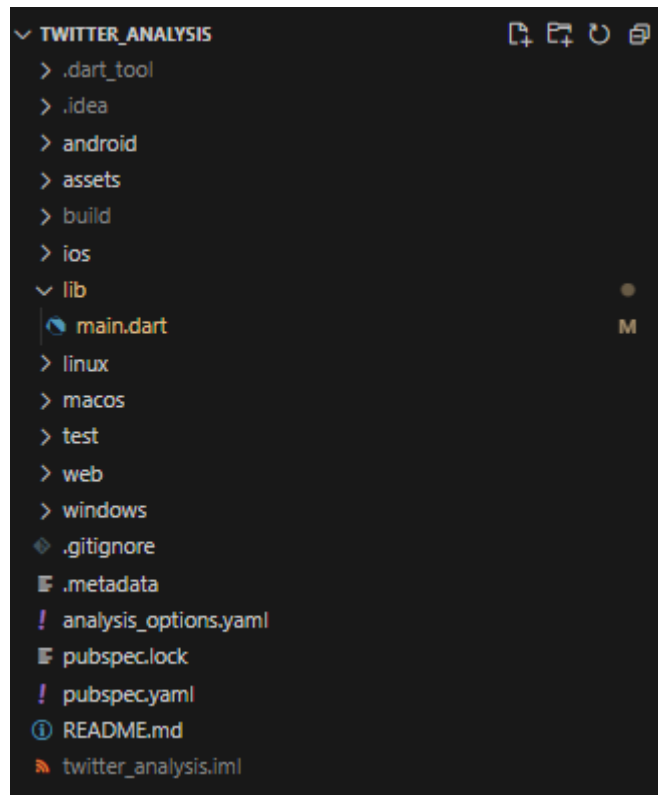 TWITTER_ANALYSIS
.dart_tool
.idea
android
assets
build
ios
lib
main.dart M
linux
macos
test
web
windows
.gitignore
.metadata
! analysis_options.yaml
pubspec.lock
! pubspec.yaml
README.md
twitter_analysis.iml